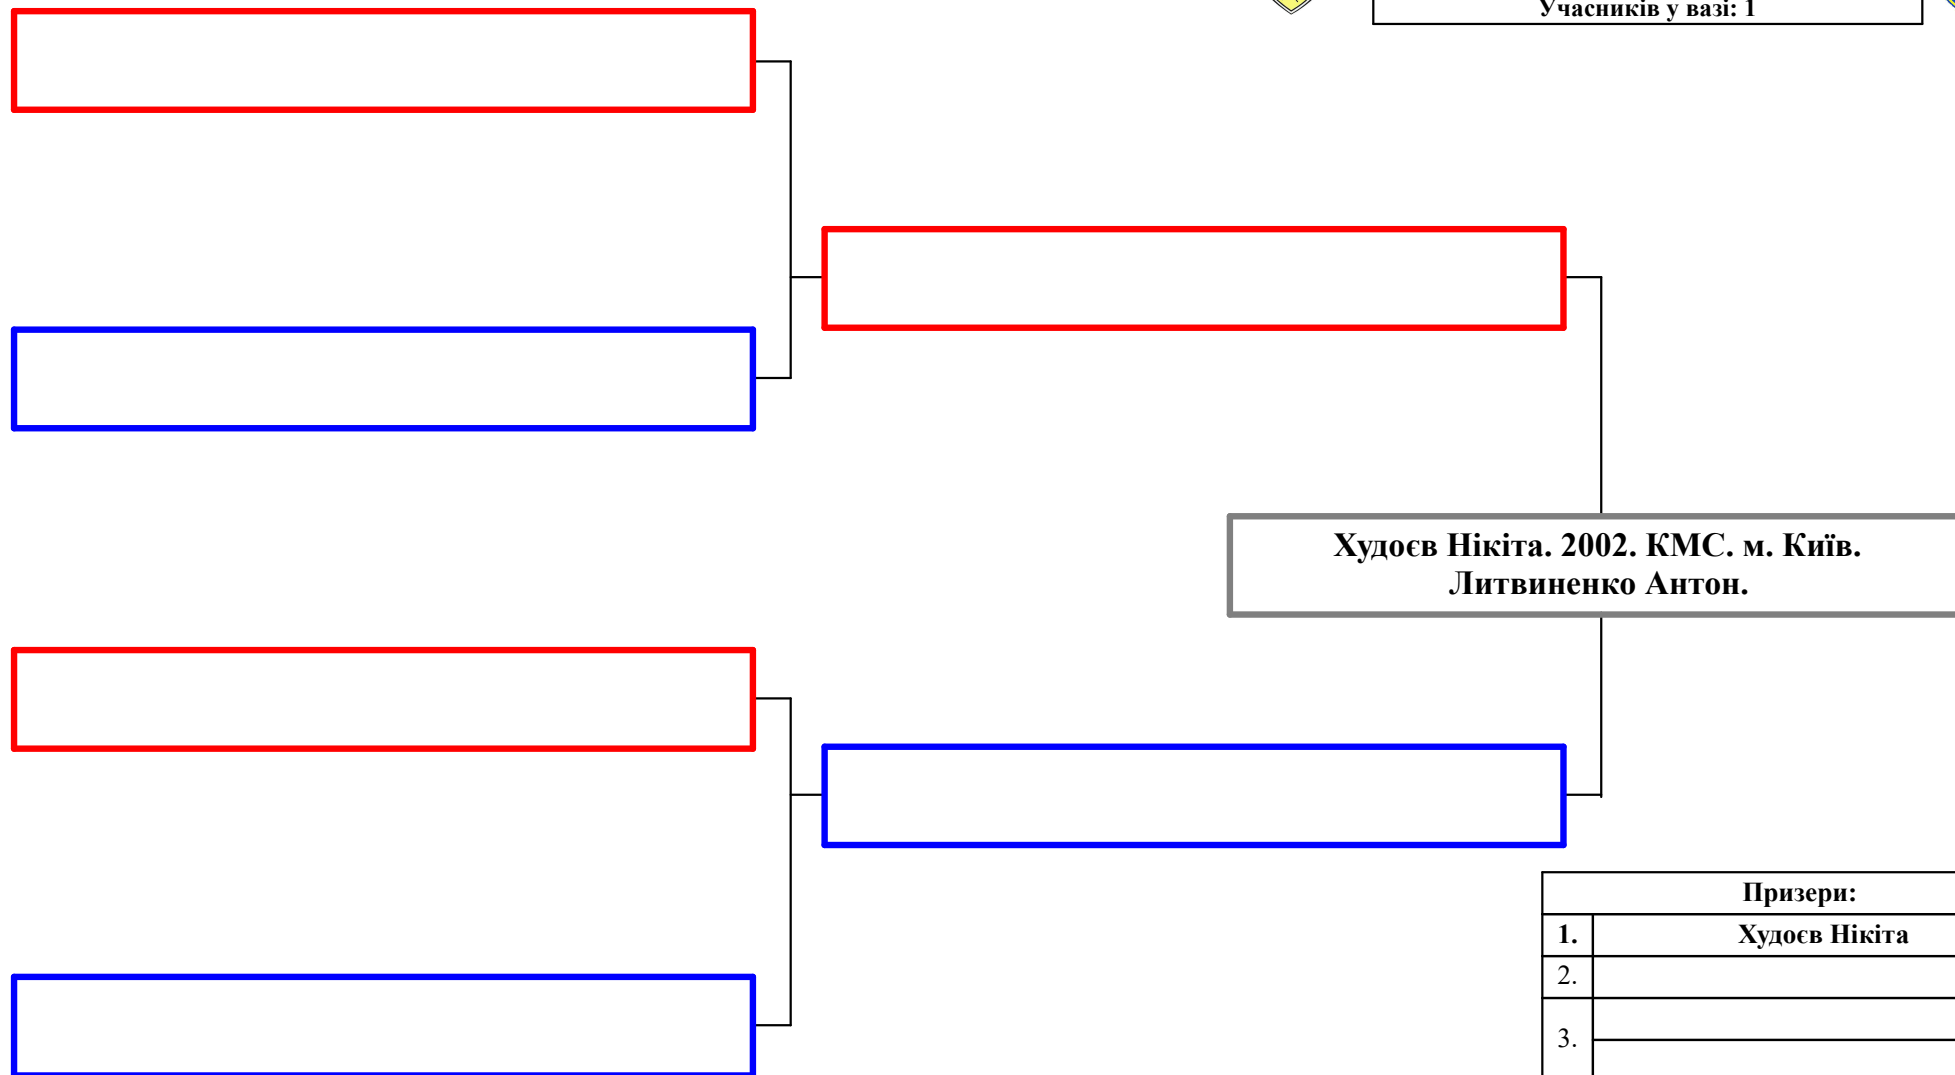 Учасників у вазі: 1
Худоєв Нікіта. 2002. КМС. м. Київ.
Литвиненко Антон.
Призери:
1. Худоєв Нікіта
2.
3.